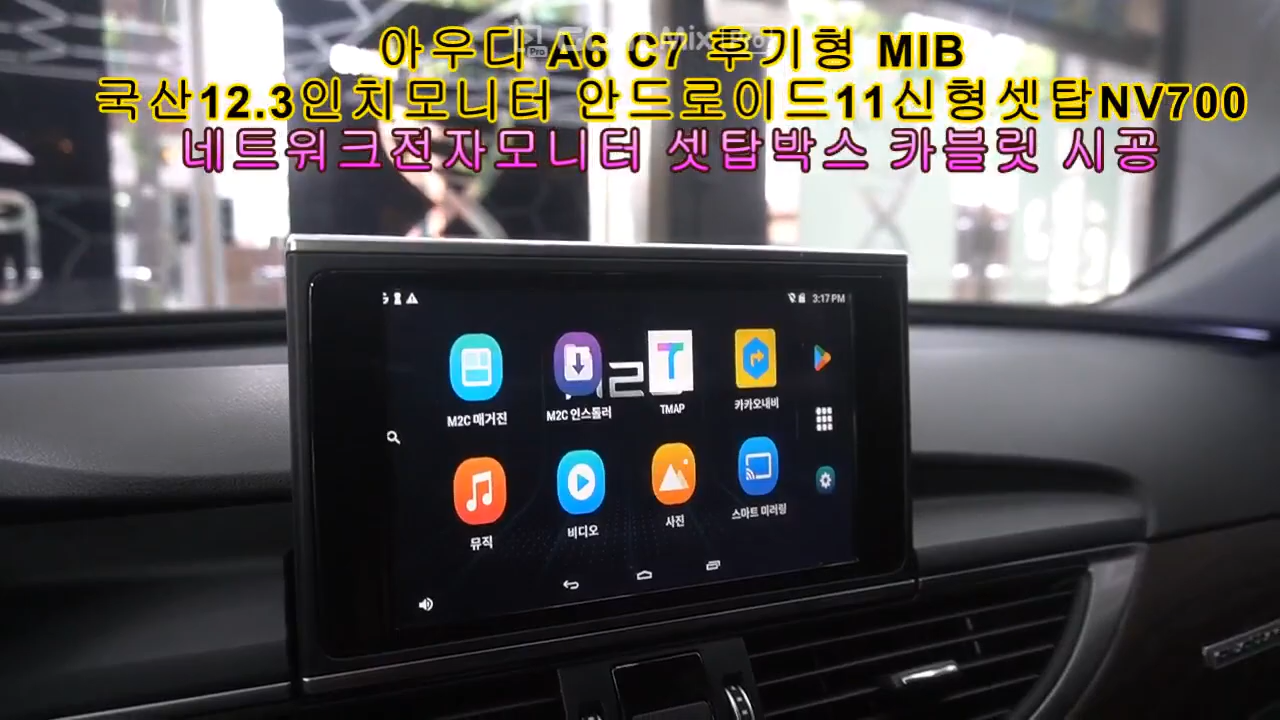 아우디 A6 C7 후기형 MIB
국산12.3인치모니터 안드로이드11신형셋탑NV700
네트워크전자모니터 셋탑박스 카블릿 시공
Pro
3:17 PM
M2C 매거진
M2C 인스톨러
TMAP
카카오내비
뮤직
비디오
사진
스마트 미러링